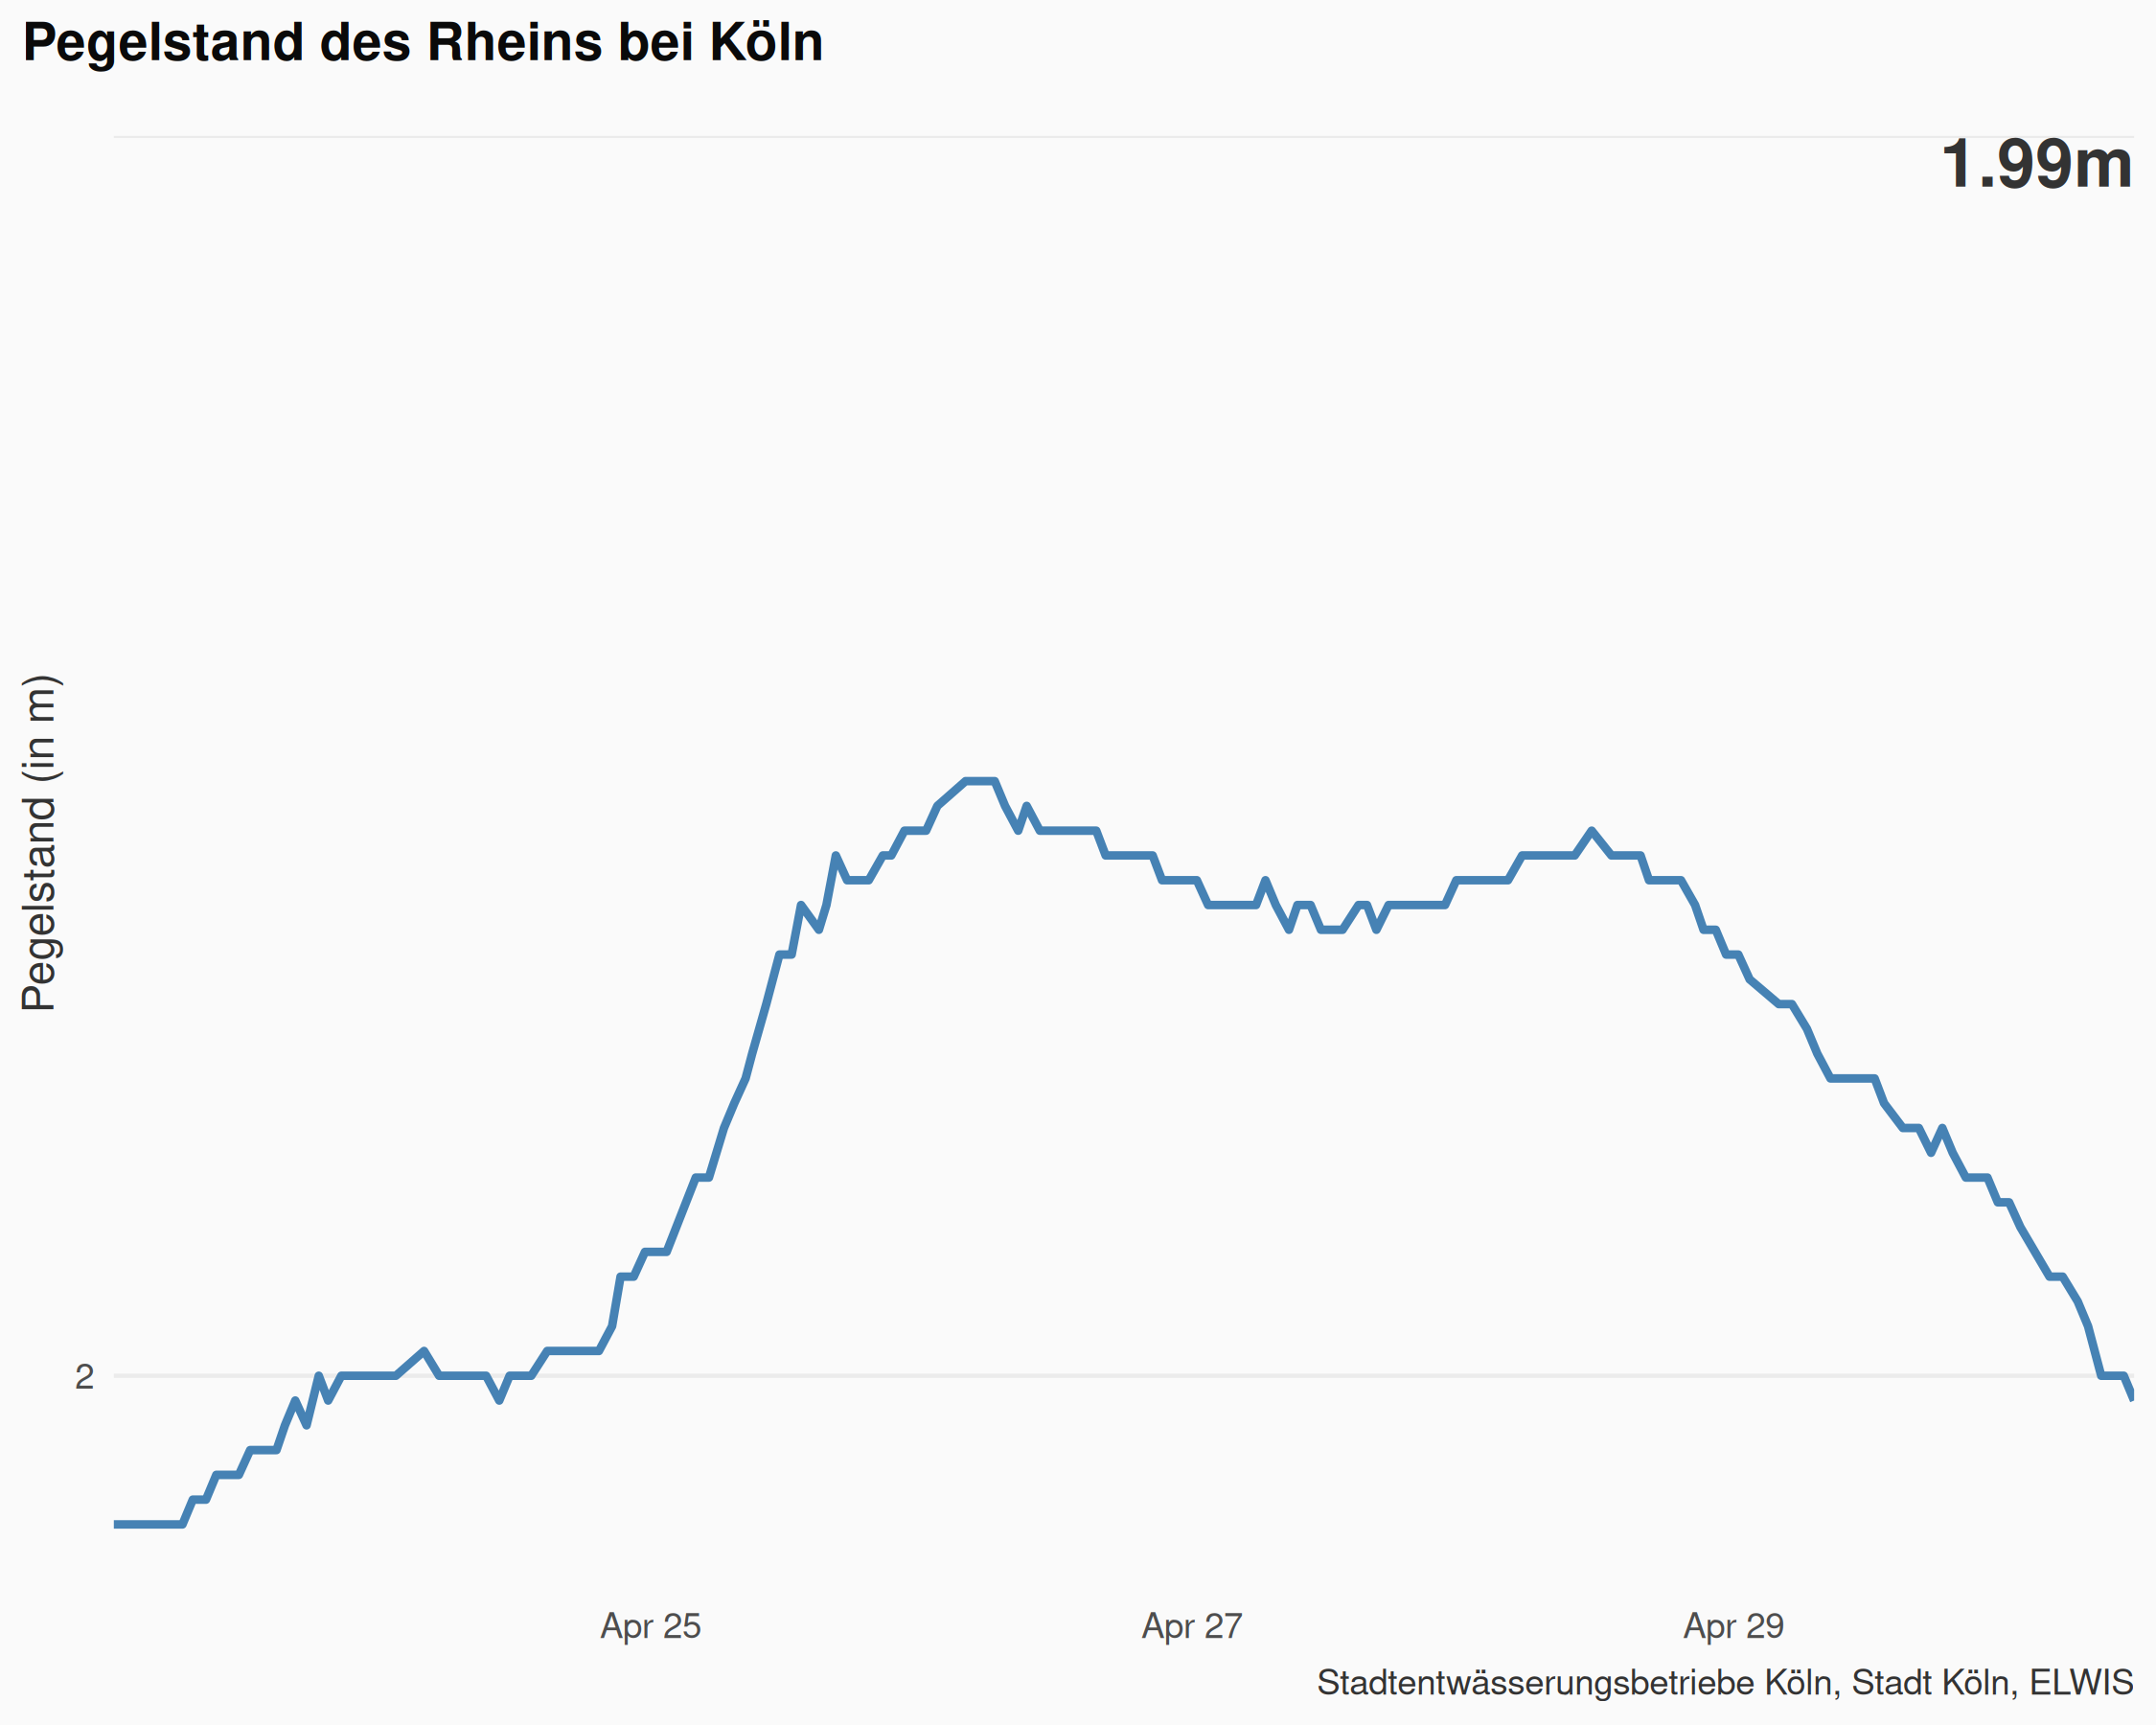 Pegelstand des Rheins bei Köln
1.99m
Pegelstand (in m)
2
Apr 25
Apr 27
Apr 29
Stadtentwässerungsbetriebe Köln, Stadt Köln, ELWIS